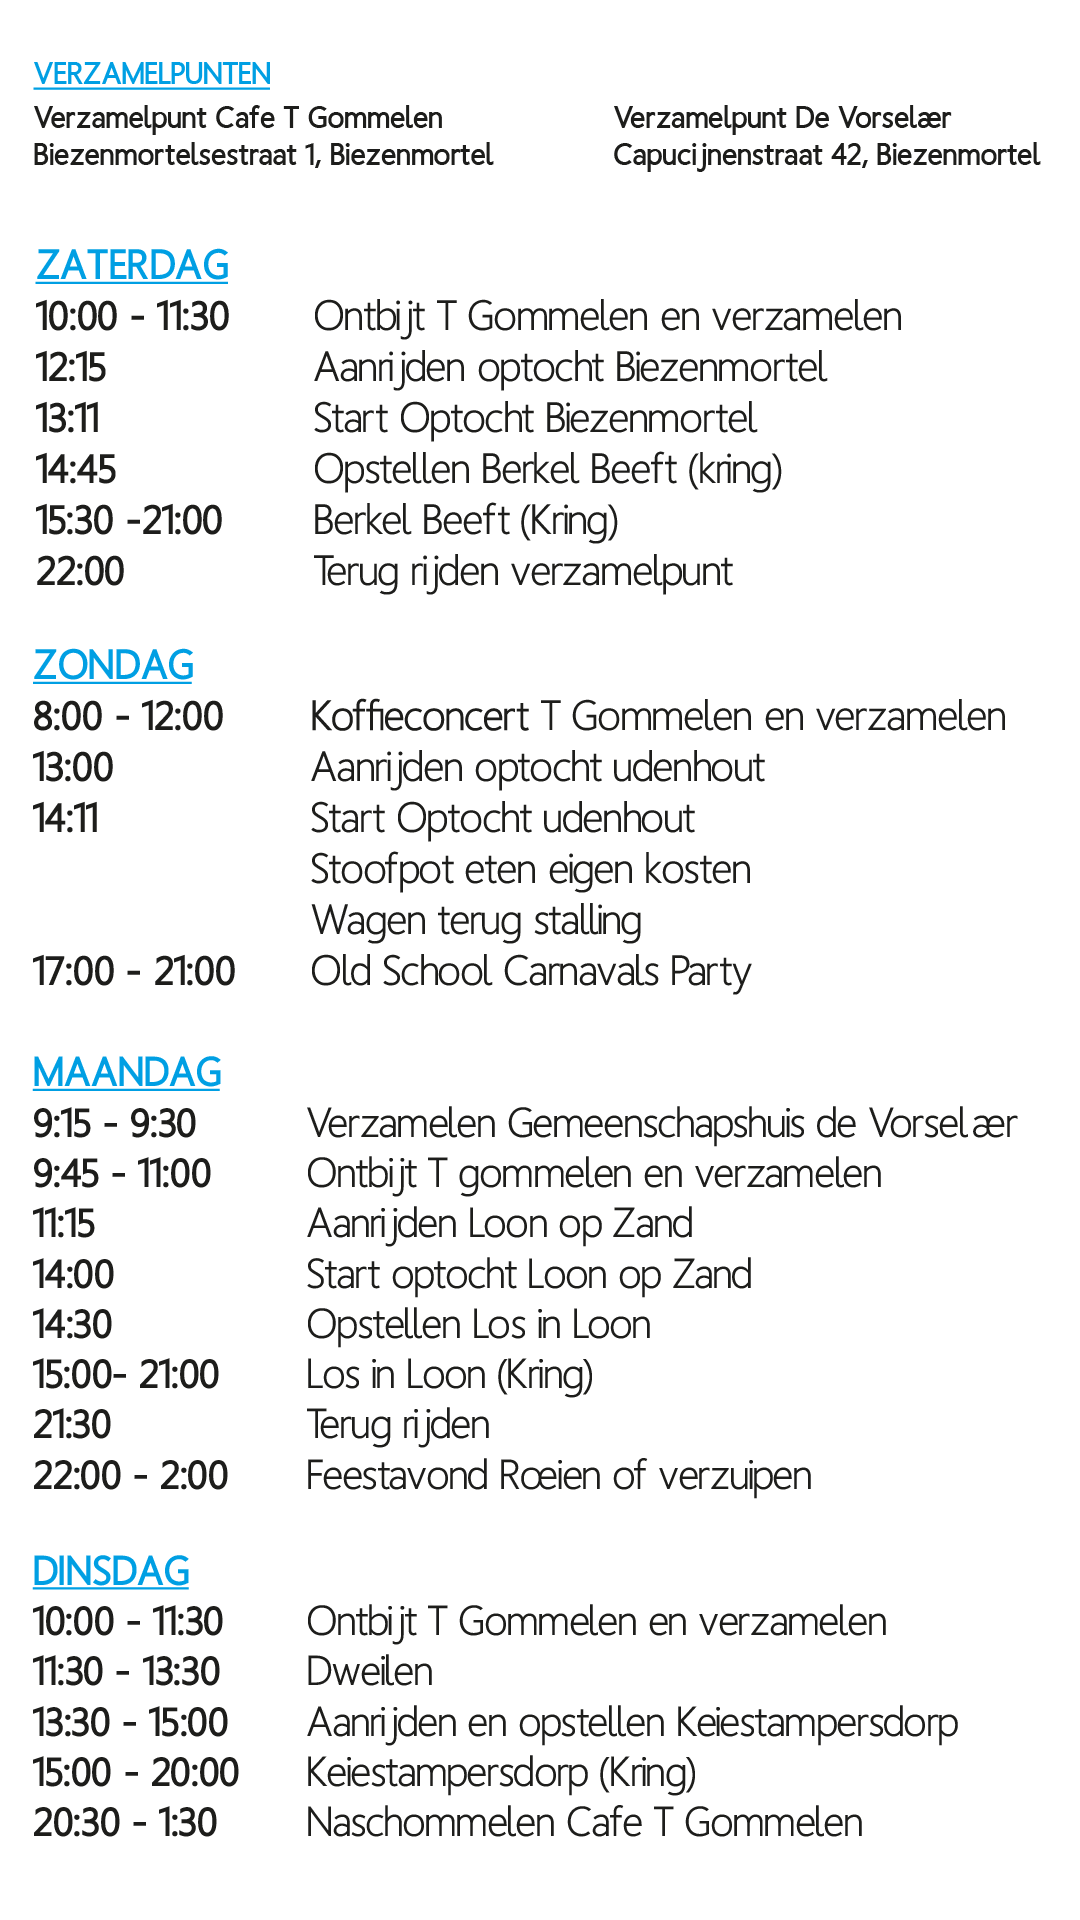 VERZAMELPUNTEN
Verzamelpunt Cafe T Gommelen
Biezenmortelsestraat 1, Biezenmortel
Verzamelpunt De Vorselær
Capucijnenstraat 42, Biezenmortel
ZATERDAG
10:00 - 11:30 Ontbijt T Gommelen en verzamelen
12:15 Aanrijden optocht Biezenmortel
13:11 Start Optocht Biezenmortel
14:45 Opstellen Berkel Beeft (kring)
15:30 -21:00 Berkel Beeft (Kring)
22:00 Terug rijden verzamelpunt
ZONDAG
8:00 - 12:00 Koffieconcert T Gommelen en verzamelen
13:00 Aanrijden optocht udenhout
14:11 Start Optocht udenhout
Stoofpot eten eigen kosten
Wagen terug stalling
17:00 - 21:00 Old School Carnavals Party
MAANDAG
9:15 - 9:30 Verzamelen Gemeenschapshuis de Vorselær
9:45 - 11:00 Ontbijt T gommelen en verzamelen
11:15 Aanrijden Loon op Zand
14:00 Start optocht Loon op Zand
14:30 Opstellen Los in Loon
15:00- 21:00 Los in Loon (Kring)
21:30 Terug rijden
22:00 - 2:00 Feestavond Rœien of verzuipen
DINSDAG
10:00 - 11:30 Ontbijt T Gommelen en verzamelen
11:30 - 13:30 Dweilen
13:30 - 15:00 Aanrijden en opstellen Keiestampersdorp
15:00 - 20:00 Keiestampersdorp (Kring)
20:30 - 1:30 Naschommelen Cafe T Gommelen